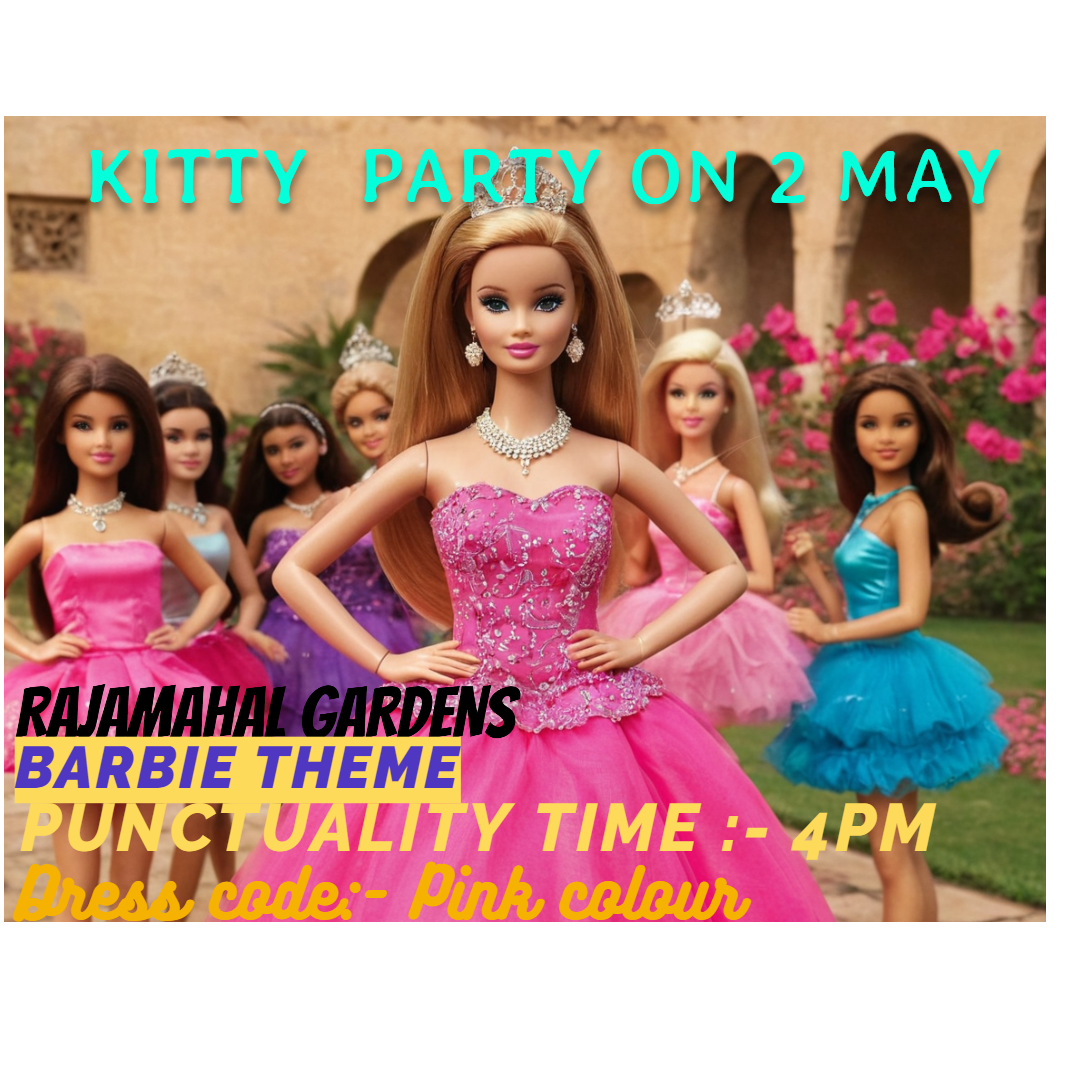 KITTY PARTY ON 2 MAY
RAJAMAHAL GARDENS
BARBIE THEME
PUNCTUALITY TIME :- 4PM
Dress code:- Pink colour